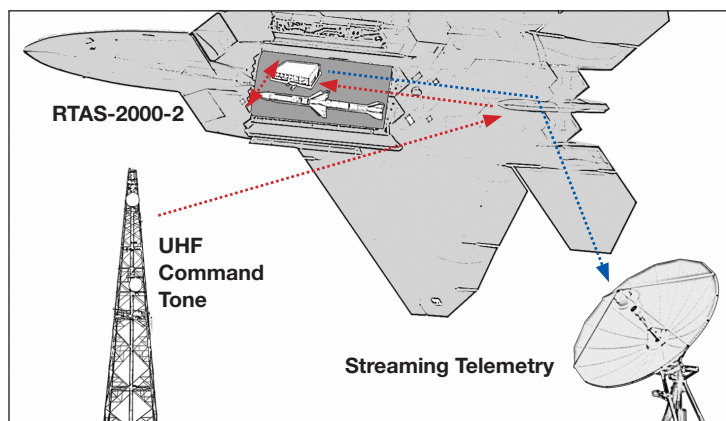 RTAS-2000-2
UHF
Command
Tone
Streaming Telemetry